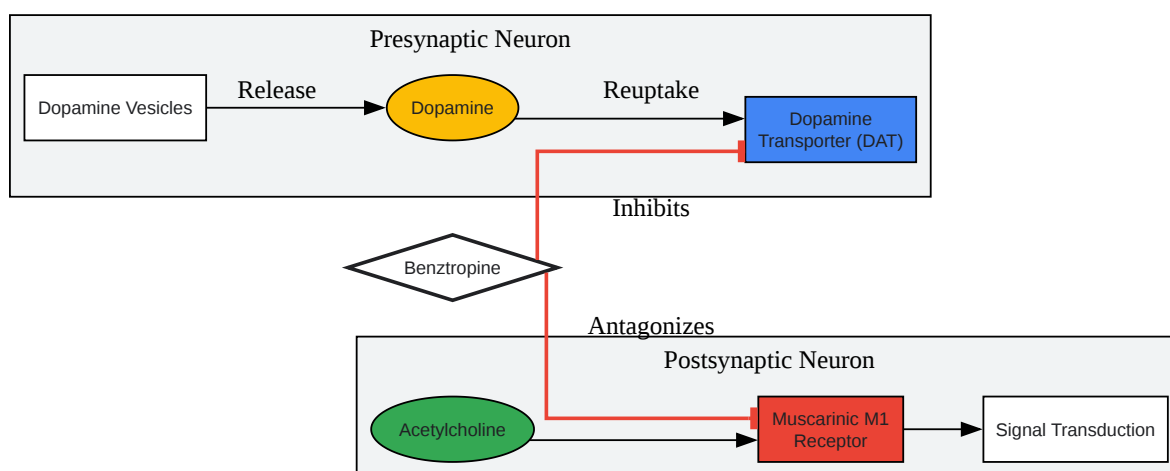 Presynaptic Neuron
Dopamine Vesicles
Release
Dopamine
Reuptake
Dopamine
Transporter (DAT)
Inhibits
Benztropine
Antagonizes
Postsynaptic Neuron
Acetylcholine
Muscarinic M1
Receptor
Signal Transduction